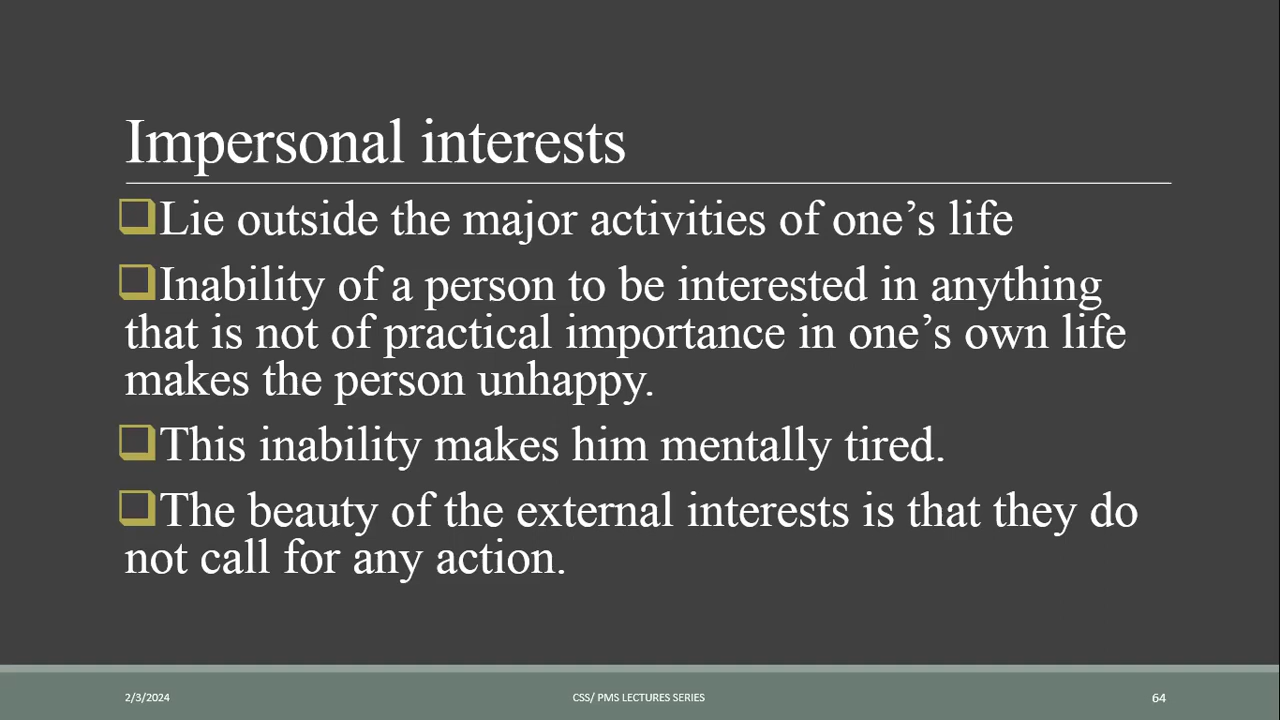 Impersonal interests
❑Lie outside the major activities of one’s life
❑Inability of a person to be interested in anything
that is not of practical importance in one’s own life
makes the person unhappy.
❑This inability makes him mentally tired.
❑The beauty of the external interests is that they do
not call for any action.
2/3/2024
CSS/ PMS LECTURES SERIES
64